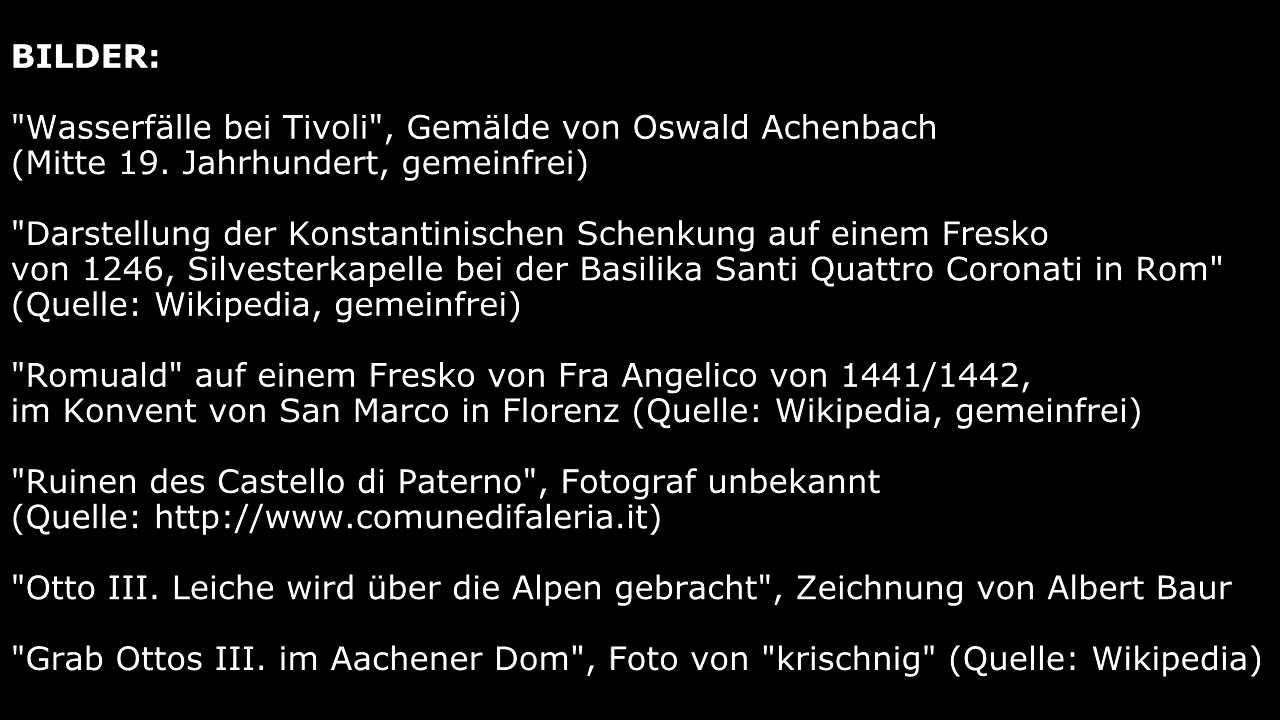 BILDER:
"Wasserfälle bei Tivoli", Gemälde von Oswald Achenbach
(Mitte 19. Jahrhundert, gemeinfrei)
"Darstellung der Konstantinischen Schenkung auf einem Fresko
von 1246, Silvesterkapelle bei der Basilika Santi Quattro Coronati in Rom"
(Quelle: Wikipedia, gemeinfrei)
"Romuald" auf einem Fresko von Fra Angelico von 1441/1442,
im Konvent von San Marco in Florenz (Quelle: Wikipedia, gemeinfrei)
"Ruinen des Castello di Paterno", Fotograf unbekannt
(Quelle: http://www.comunedifaleria.it)
"Otto III. Leiche wird über die Alpen gebracht", Zeichnung von Albert Baur
"Grab Ottos III. im Aachener Dom", Foto von "krischnig" (Quelle: Wikipedia)